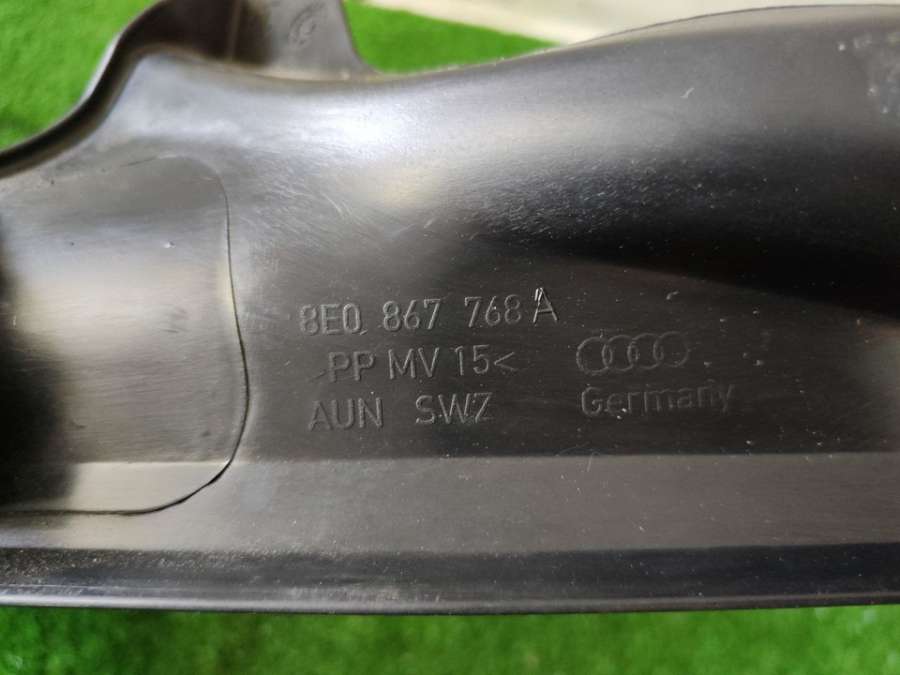 8E0 867 768 A
>PP MV 15<
AUN SWZ
Germany